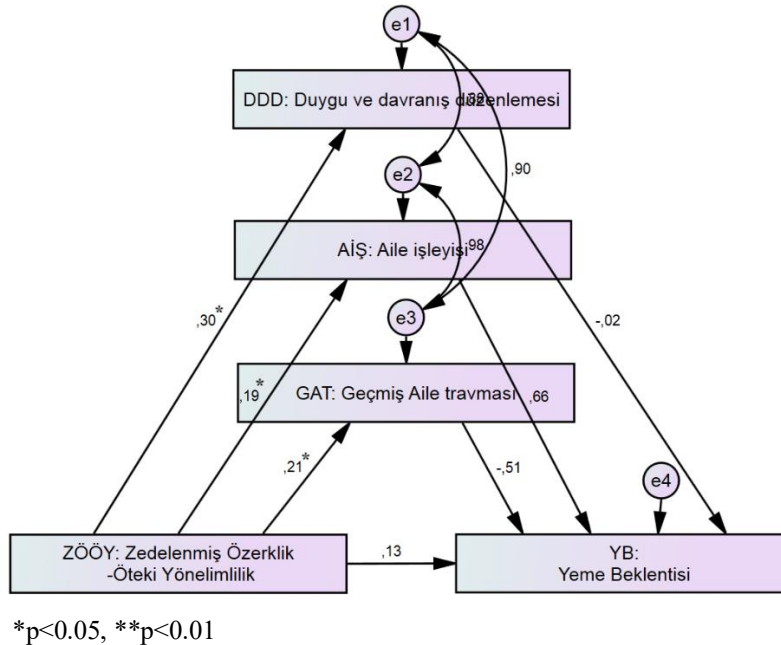 e1
DDD: Duygu ve davranış düzenlemesi
e2
,90
AİŞ: Aile işleyişi
,98
e3
,30*
-,02
,19*
GAT: Geçmiş Aile travması
,66
,21*
-,51
e4
ZÖÖY: Zedelenmiş Özerklik
-Öteki Yönelimlilik
,13
YB:
Yeme Beklentisi
*p<0.05, **p<0.01